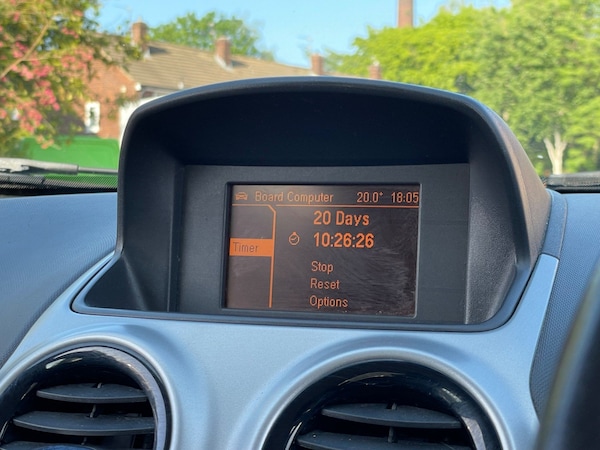 Board Computer 20.0° 18:05
20 Days
10:26:26
Timer
Stop
Reset
Options